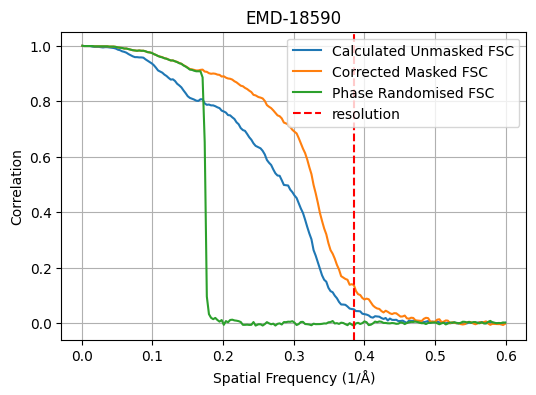 EMD-18590
Calculated Unmasked FSC
Corrected Masked FSC
Phase Randomised FSC
resolution
Correlation
1.0
0.8
0.6
0.4
0.2
0.0
0.0 0.1 0.2 0.3 0.4 0.5 0.6
Spatial Frequency (1/Å)